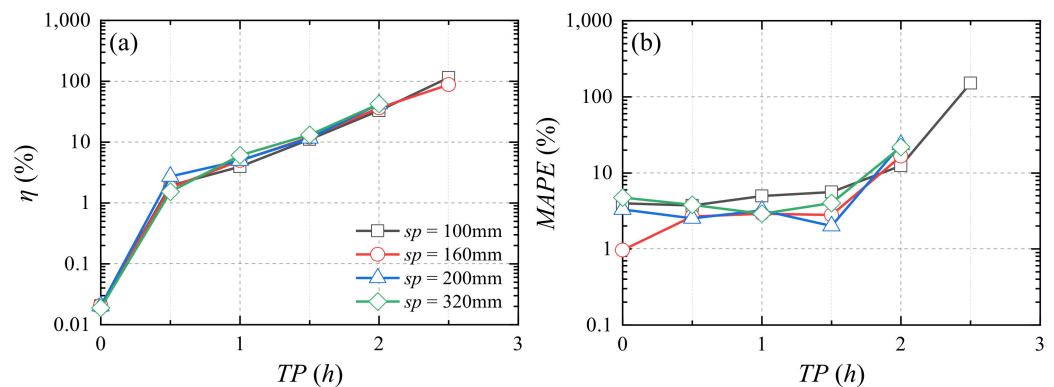 1,000
100
10
1
0.1
0.01
η (%)
(a)
sp = 100mm
sp = 160mm
sp = 200mm
sp = 320mm
0 1 2 3
TP (h)
1,000
100
10
1
0.1
MAPE (%)
(b)
0 1 2 3
TP (h)